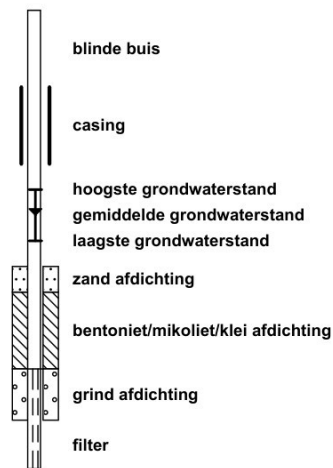 blinde buis
casing
hoogste grondwaterstand
gemiddelde grondwaterstand
laagste grondwaterstand
zand afdichting
bentoniet/mikoliet/klei afdichting
grind afdichting
filter